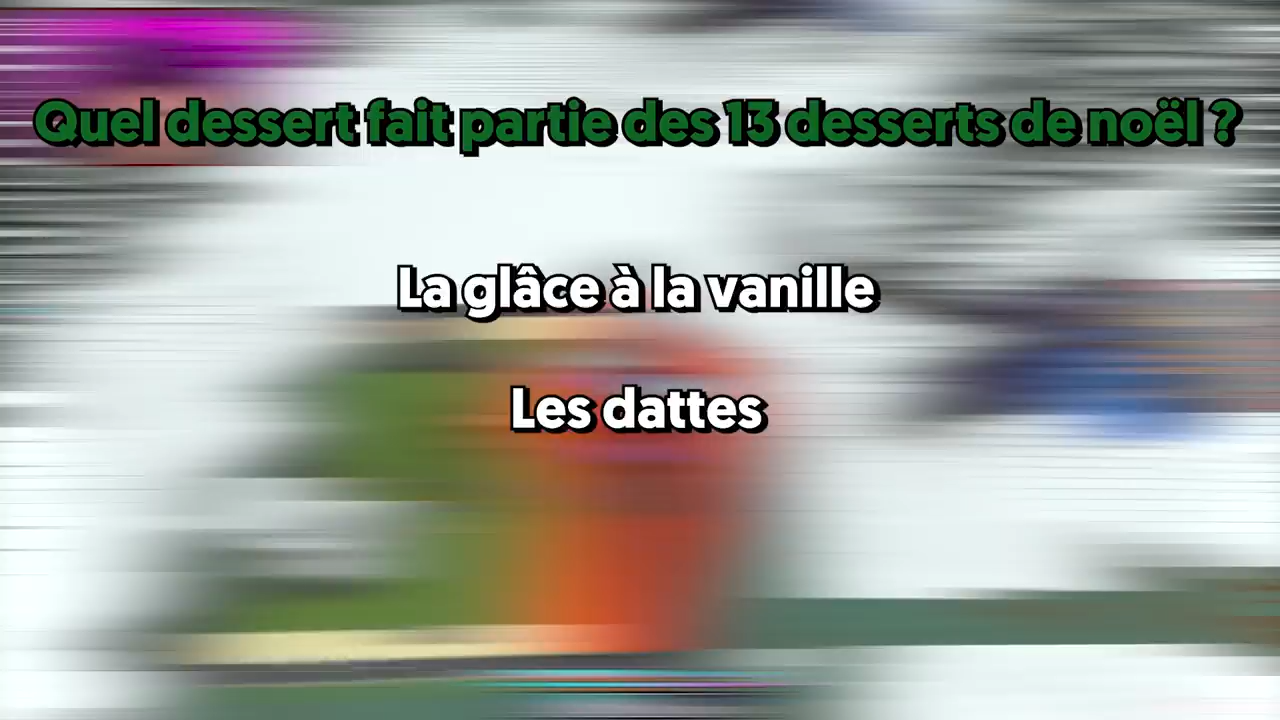 Quel dessert fait partie des 13 desserts de noël ?
La glâce à la vanille
Les dattes